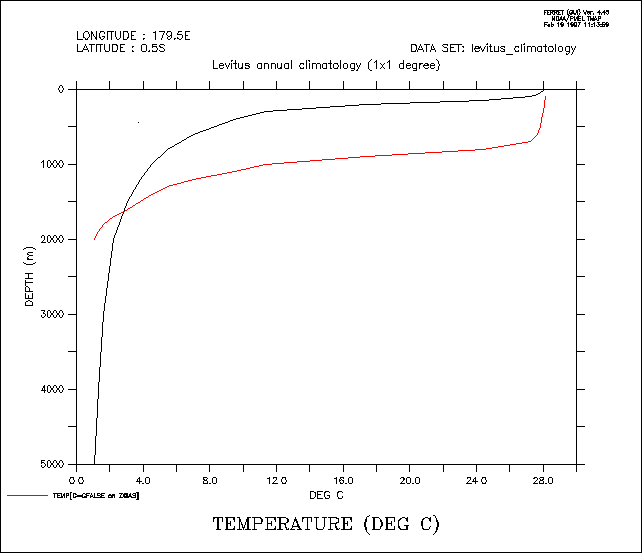 FERRET (GUI) Ver. 4.45
NOAA/PMEL TMAP
Feb 19 1997 11:13:59
LONGITUDE : 179.5E
LATITUDE : 0.5S
DATA SET: levitus_climatology
Levitus annual climatology (1x1 degree)
0
1000
2000
3000
4000
5000
DEPTH (m)
0.0 4.0 8.0 12.0 16.0 20.0 24.0 28.0
DEG C
TEMP[D=GFALSE on ZBAS]
TEMPERATURE (DEG C)